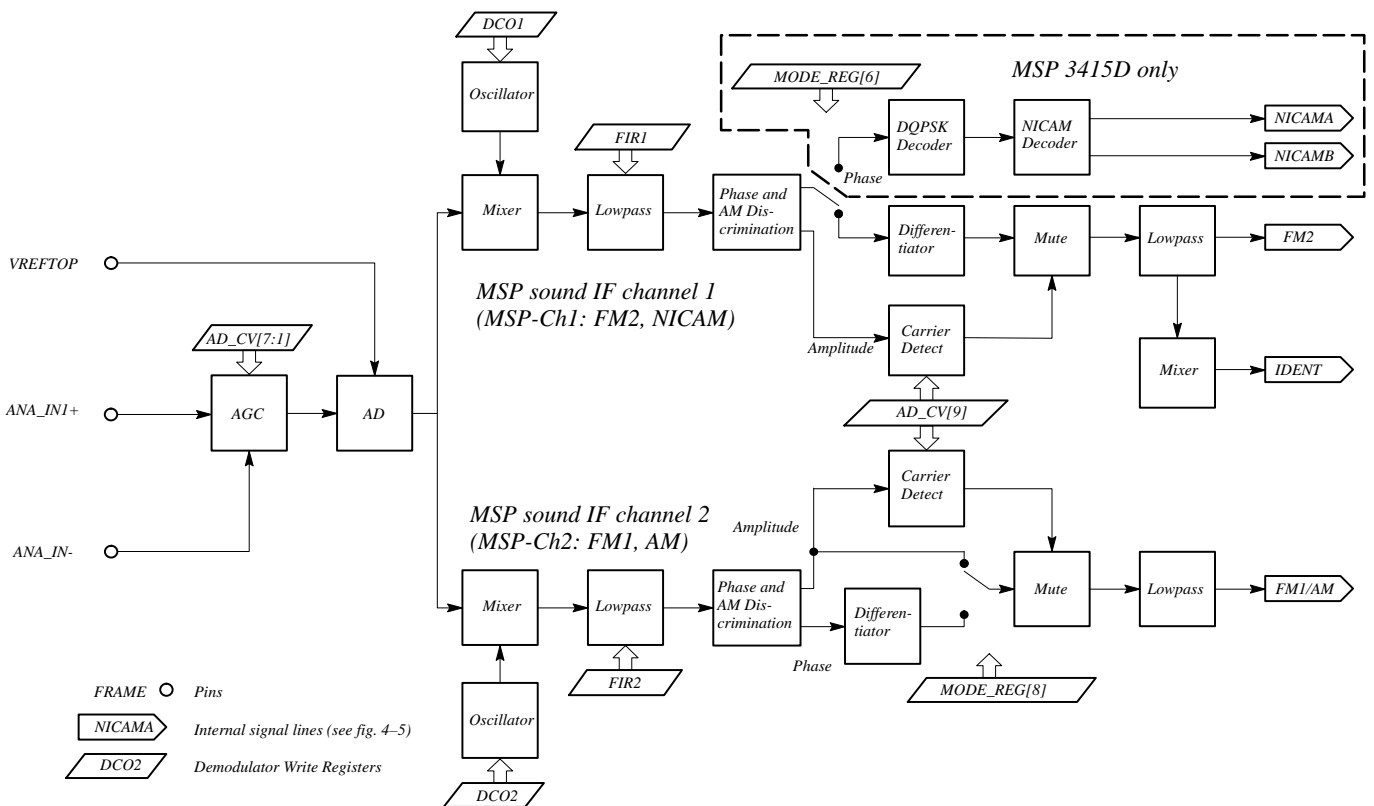 DCO1
Oscillator
MODE_REG[6]
MSP 3415D only
FIR1
DQPSK
Decoder
NICAM
Decoder
NICAMA
NICAMB
Phase
Mixer
Lowpass
Phase and
AM Dis-
crimination
Differen-
tiator
Mute
Lowpass
FM2
VREFTOP
MSP sound IF channel 1
(MSP-Ch1: FM2, NICAM)
AD_CV[7:1]
Amplitude
Carrier
Detect
Mixer
IDENT
ANA_IN1+
AGC
AD
AD_CV[9]
Carrier
Detect
MSP sound IF channel 2
(MSP-Ch2: FM1, AM)
Amplitude
ANA_IN-
Mixer
Lowpass
Phase and
AM Dis-
crimination
Differen-
tiator
Mute
Lowpass
FM1/AM
Phase
FIR2
MODE_REG[8]
FRAME
Pins
Oscillator
NICAMA
Internal signal lines (see fig. 4–5)
DCO2
Demodulator Write Registers
DCO2